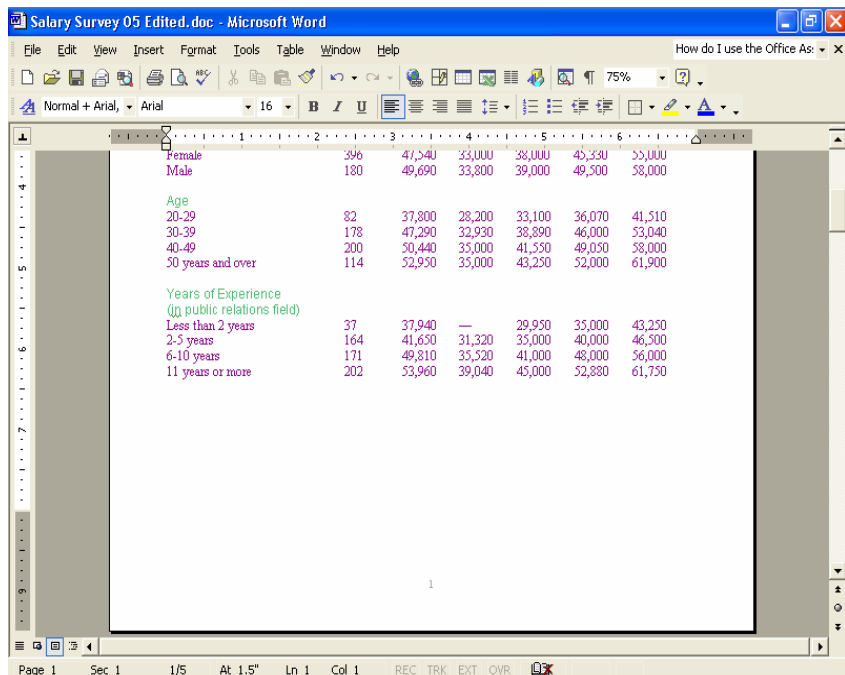 Salary Survey 05 Edited.doc - Microsoft Word
File Edit View Insert Format Tools Table Window Help How do I use the Office As:
75%
Normal + Arial, Arial 16 B I U A
1 2 3 4 5 6
Female 396 47,540 33,000 38,000 45,330 55,000
Male 180 49,690 33,800 39,000 49,500 58,000
Age
20-29 82 37,800 28,200 33,100 36,070 41,510
30-39 178 47,290 32,930 38,890 46,000 53,040
40-49 200 50,440 35,000 41,550 49,050 58,000
50 years and over 114 52,950 35,000 43,250 52,000 61,900
Years of Experience
(in public relations field)
Less than 2 years 37 37,940 — 29,950 35,000 43,250
2-5 years 164 41,650 31,320 35,000 40,000 46,500
6-10 years 171 49,810 35,520 41,000 48,000 56,000
11 years or more 202 53,960 39,040 45,000 52,880 61,750
1
Page 1 Sec 1 1/5 At 1.5" Ln 1 Col 1 REC TRK EXT OVR